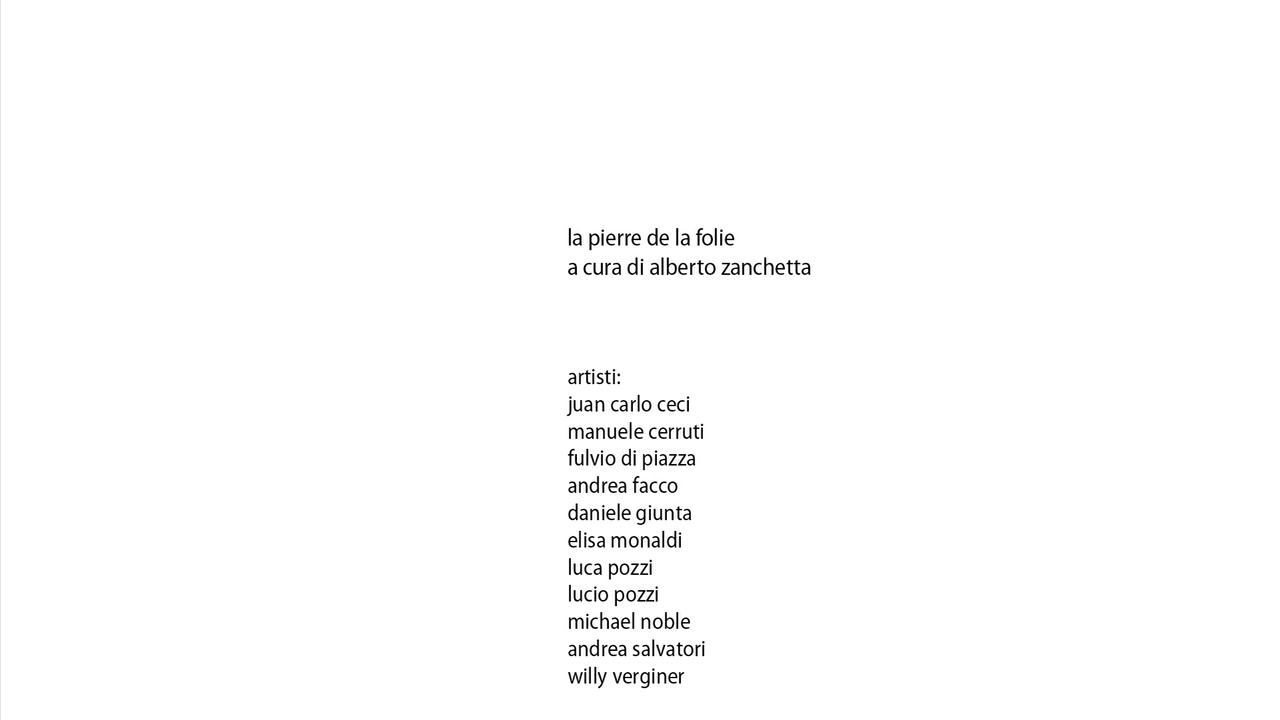 la pierre de la folie
a cura di alberto zanchetta
artisti:
juan carlo ceci
manuele cerruti
fulvio di piazza
andrea facco
daniele giunta
elisa monaldi
luca pozzi
lucio pozzi
michael noble
andrea salvatori
willy verginer